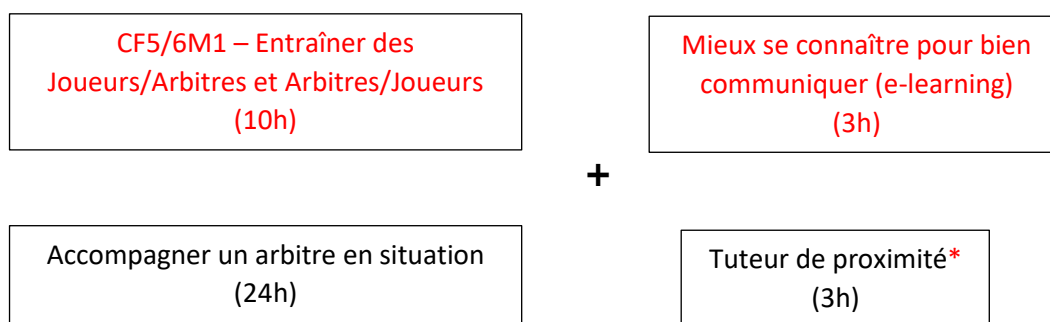 CF5/6M1 – Entraîner des
Joueurs/Arbitres et Arbitres/Joueurs
(10h)
Mieux se connaître pour bien
communiquer (e-learning)
(3h)
+
Accompagner un arbitre en situation
(24h)
Tuteur de proximité*
(3h)